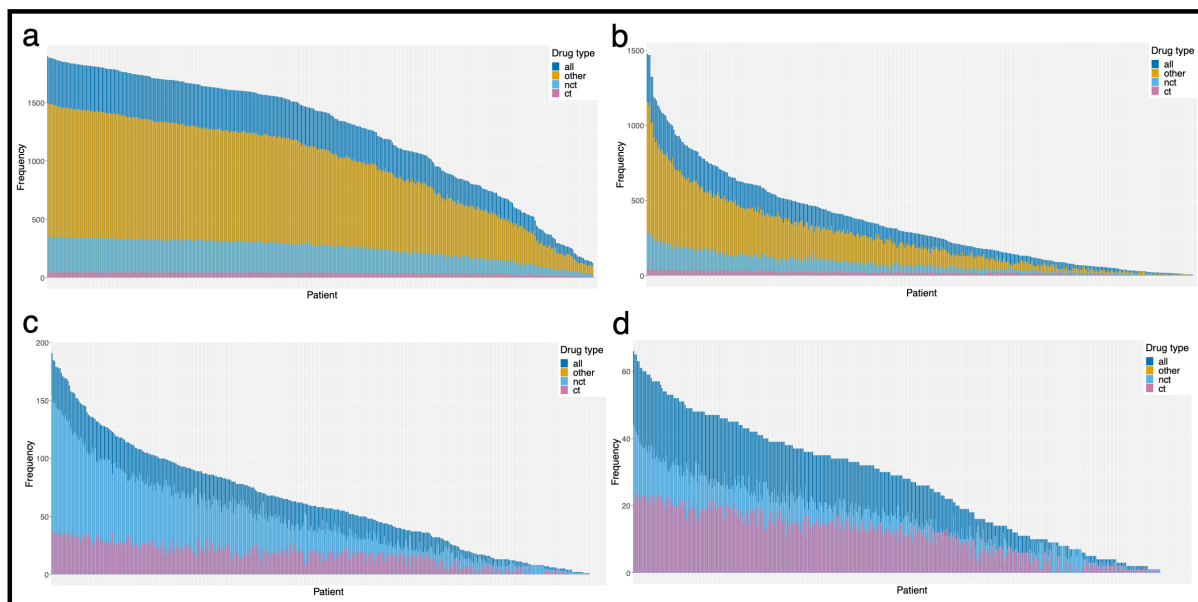 a
Drug type
all
other
nct
ct
1500
1000
500
0
Frequency
Patient
b
Drug type
all
other
nct
ct
1500
1000
500
0
Frequency
Patient
c
Drug type
all
other
nct
ct
200
150
100
50
0
Frequency
Patient
d
Drug type
all
other
nct
ct
60
40
20
0
Frequency
Patient